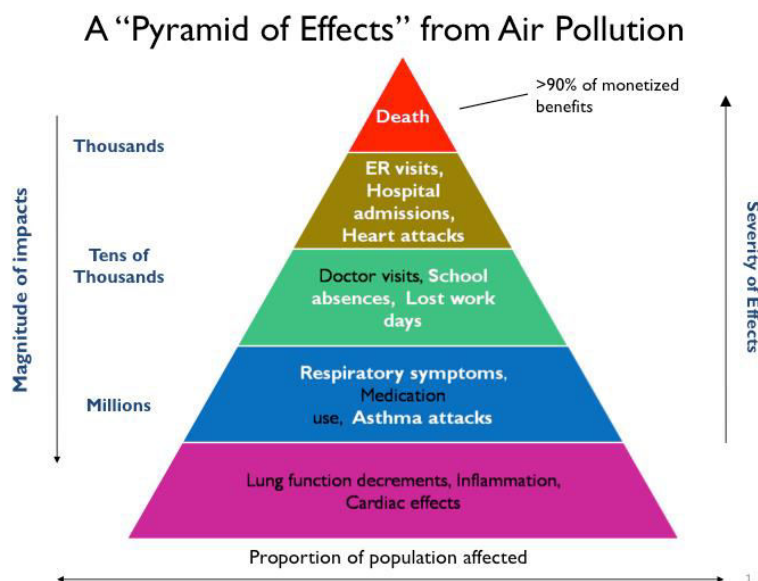 A “Pyramid of Effects” from Air Pollution
>90% of monetized
benefits
Death
Thousands
ER visits,
Hospital
admissions,
Heart attacks
Magnitude of impacts
Severity of Effects
Tens of
Thousands
Doctor visits, School
absences, Lost work
days
Respiratory symptoms,
Medication
use, Asthma attacks
Millions
Lung function decrements, Inflammation,
Cardiac effects
Proportion of population affected
1